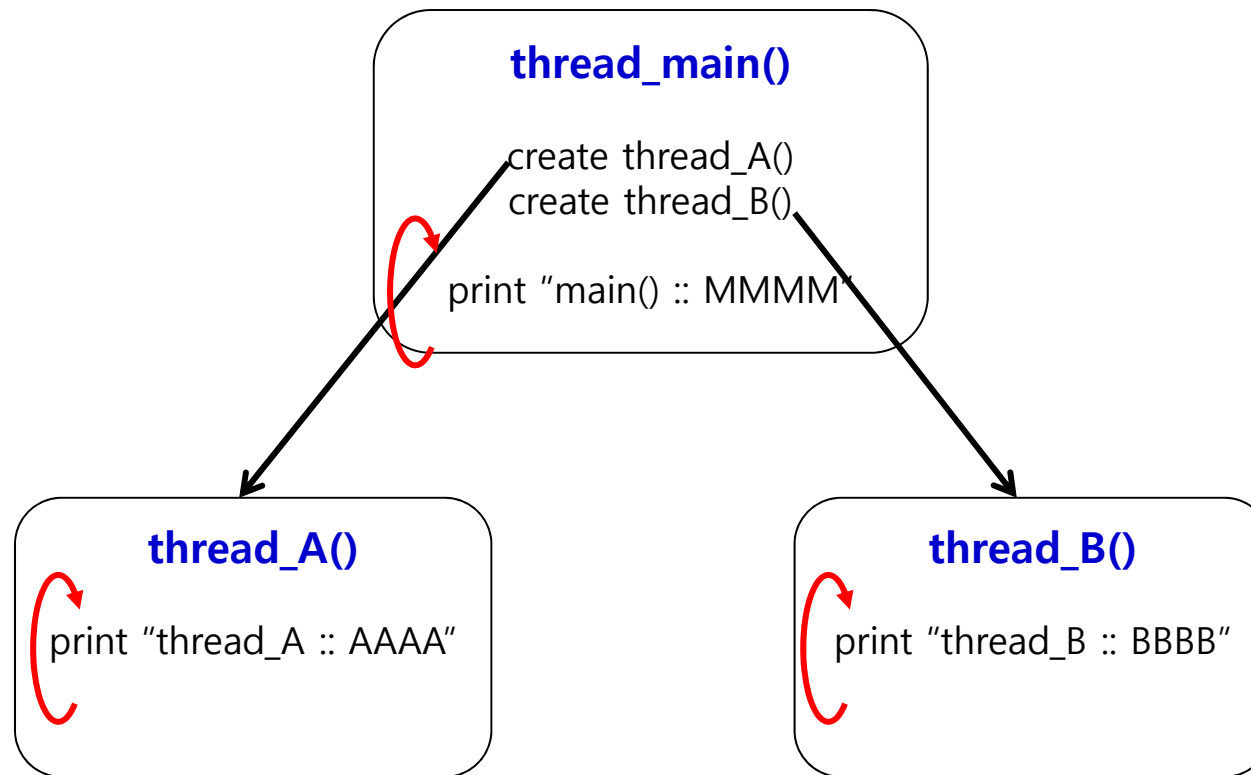 thread_main()
create thread_A()
create thread_B()
print “main() :: MMMM”
thread_A()
print “thread_A :: AAAA”
thread_B()
print “thread_B :: BBBB”